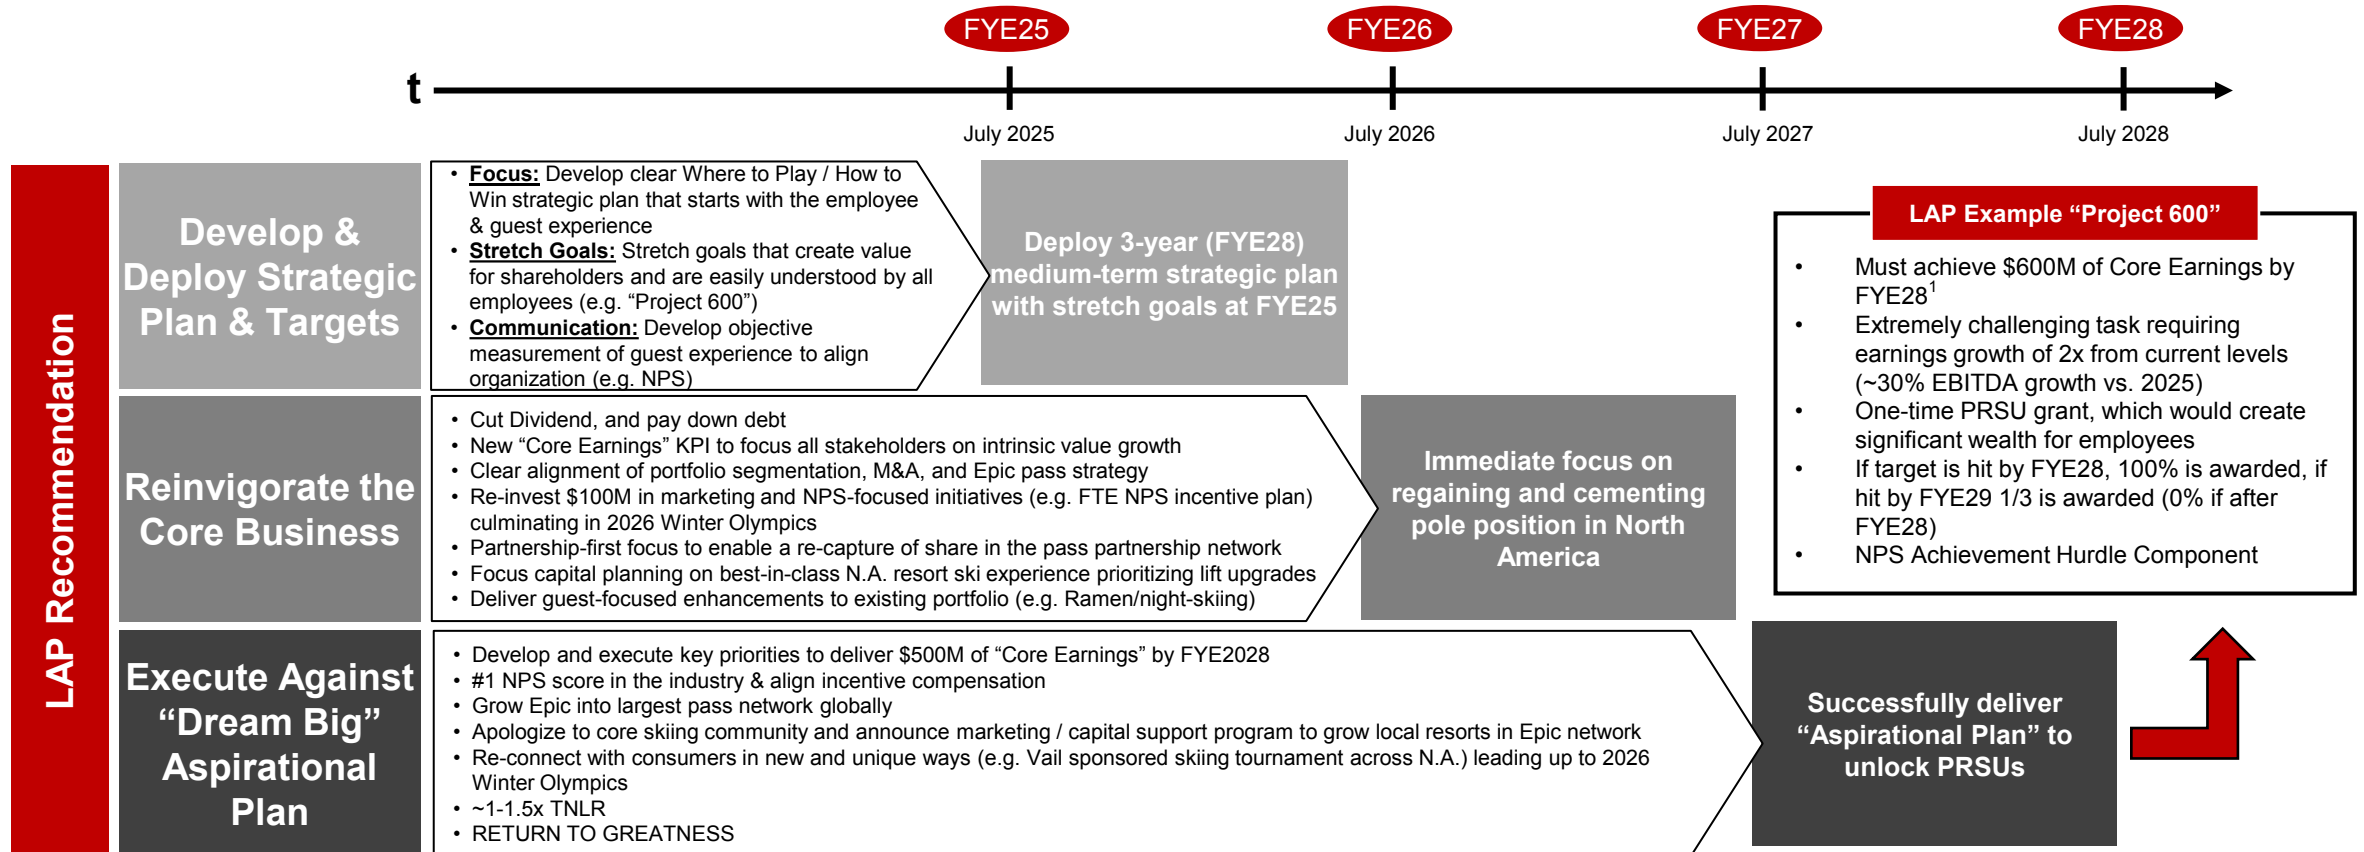 FYE25
FYE26
FYE27
FYE28
t
July 2025
July 2026
July 2027
July 2028
LAP Recommendation
Develop &
Deploy Strategic
Plan & Targets
• Focus: Develop clear Where to Play / How to
Win strategic plan that starts with the employee
& guest experience
• Stretch Goals: Stretch goals that create value
for shareholders and are easily understood by all
employees (e.g. “Project 600”)
• Communication: Develop objective
measurement of guest experience to align
organization (e.g. NPS)
Deploy 3-year (FYE28)
medium-term strategic plan
with stretch goals at FYE25
Reinvigorate the
Core Business
• Cut Dividend, and pay down debt
• New “Core Earnings” KPI to focus all stakeholders on intrinsic value growth
• Clear alignment of portfolio segmentation, M&A, and Epic pass strategy
• Re-invest $100M in marketing and NPS-focused initiatives (e.g. FTE NPS incentive plan)
culminating in 2026 Winter Olympics
• Partnership-first focus to enable a re-capture of share in the pass partnership network
• Focus capital planning on best-in-class N.A. resort ski experience prioritizing lift upgrades
• Deliver guest-focused enhancements to existing portfolio (e.g. Ramen/night-skiing)
Immediate focus on
regaining and cementing
pole position in North
America
Execute Against
“Dream Big”
Aspirational
Plan
• Develop and execute key priorities to deliver $500M of “Core Earnings” by FYE2028
• #1 NPS score in the industry & align incentive compensation
• Grow Epic into largest pass network globally
• Apologize to core skiing community and announce marketing / capital support program to grow local resorts in Epic network
• Re-connect with consumers in new and unique ways (e.g. Vail sponsored skiing tournament across N.A.) leading up to 2026
Winter Olympics
• ~1-1.5x TNLR
• RETURN TO GREATNESS
Successfully deliver
“Aspirational Plan” to
unlock PRSUs
LAP Example “Project 600”
• Must achieve $600M of Core Earnings by
FYE28¹
• Extremely challenging task requiring
earnings growth of 2x from current levels
(~30% EBITDA growth vs. 2025)
• One-time PRSU grant, which would create
significant wealth for employees
• If target is hit by FYE28, 100% is awarded, if
hit by FYE29 1/3 is awarded (0% if after
FYE28)
• NPS Achievement Hurdle Component